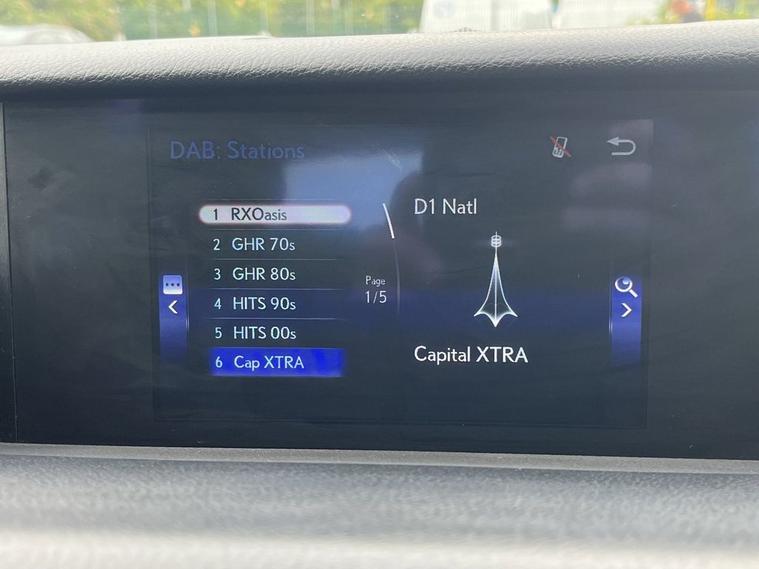 DAB: Stations
1 RXOasis
2 GHR 70s
3 GHR 80s
4 HITS 90s
5 HITS 00s
6 Cap XTRA
Page
1/5
D1 Natl
Capital XTRA